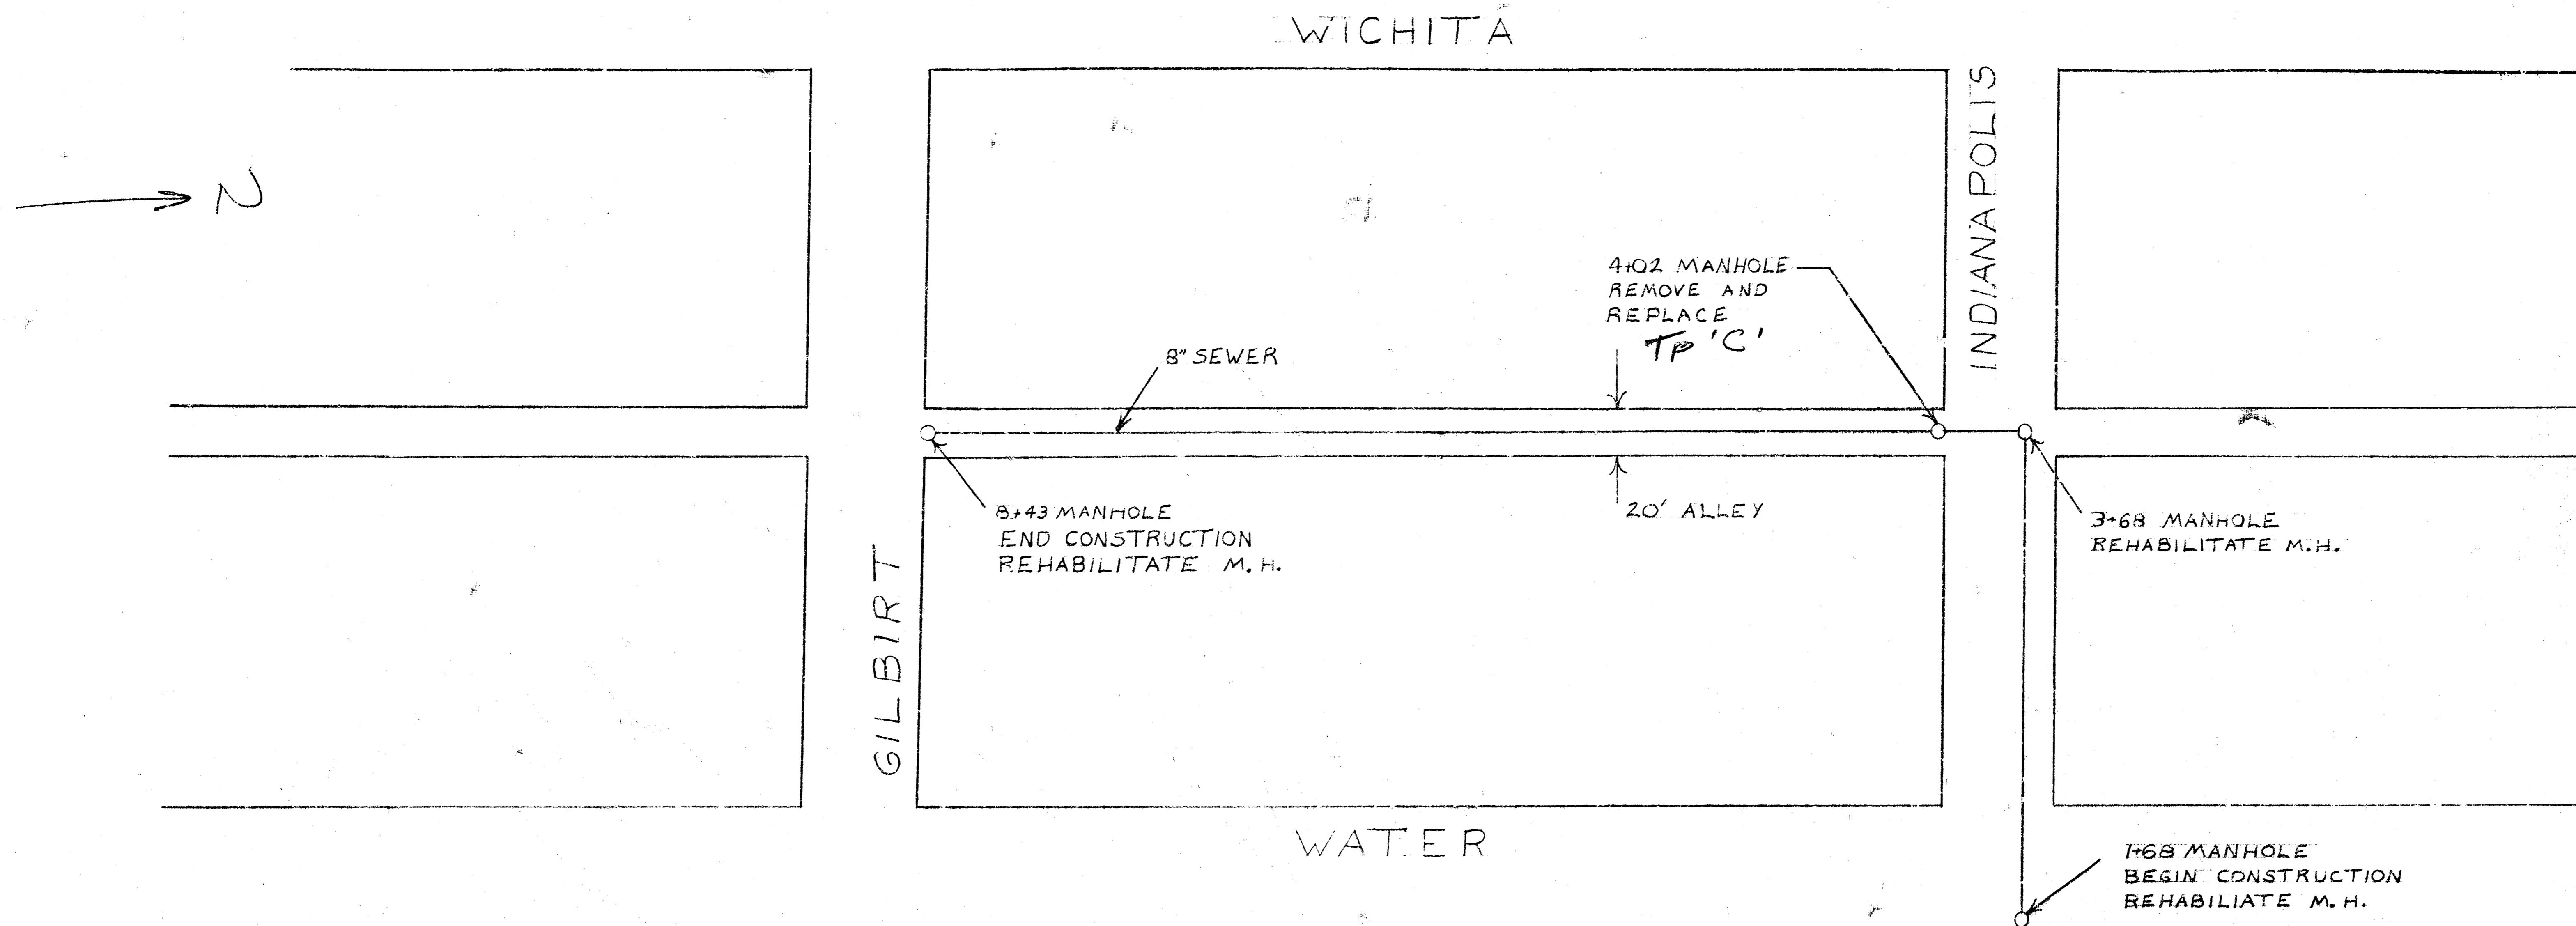 WICHITA
INDIANAPOLIS
N
4+02 MANHOLE
REMOVE AND
REPLACE
TP 'C'
8" SEWER
8+43 MANHOLE
END CONSTRUCTION
REHABILITATE M.H.
20' ALLEY
3+68 MANHOLE
REHABILITATE M.H.
GILBIRT
WATER
1+68 MANHOLE
BEGIN CONSTRUCTION
REHABILIATE M.H.